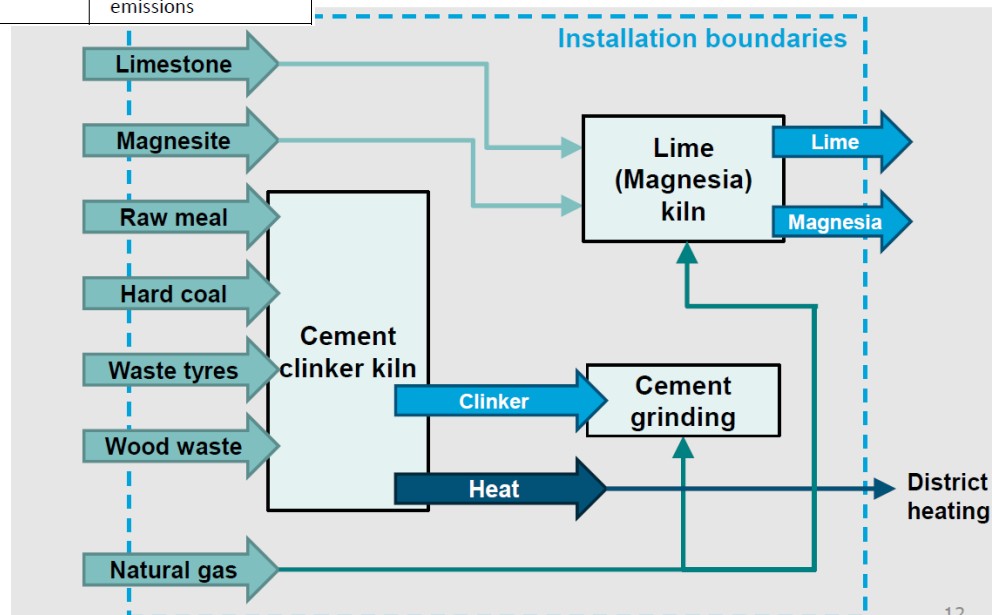 emissions
Installation boundaries
Limestone
Magnesite
Raw meal
Hard coal
Waste tyres
Wood waste
Natural gas
Cement
clinker kiln
Clinker
Heat
Lime
(Magnesia)
kiln
Lime
Magnesia
Cement
grinding
District
heating
12